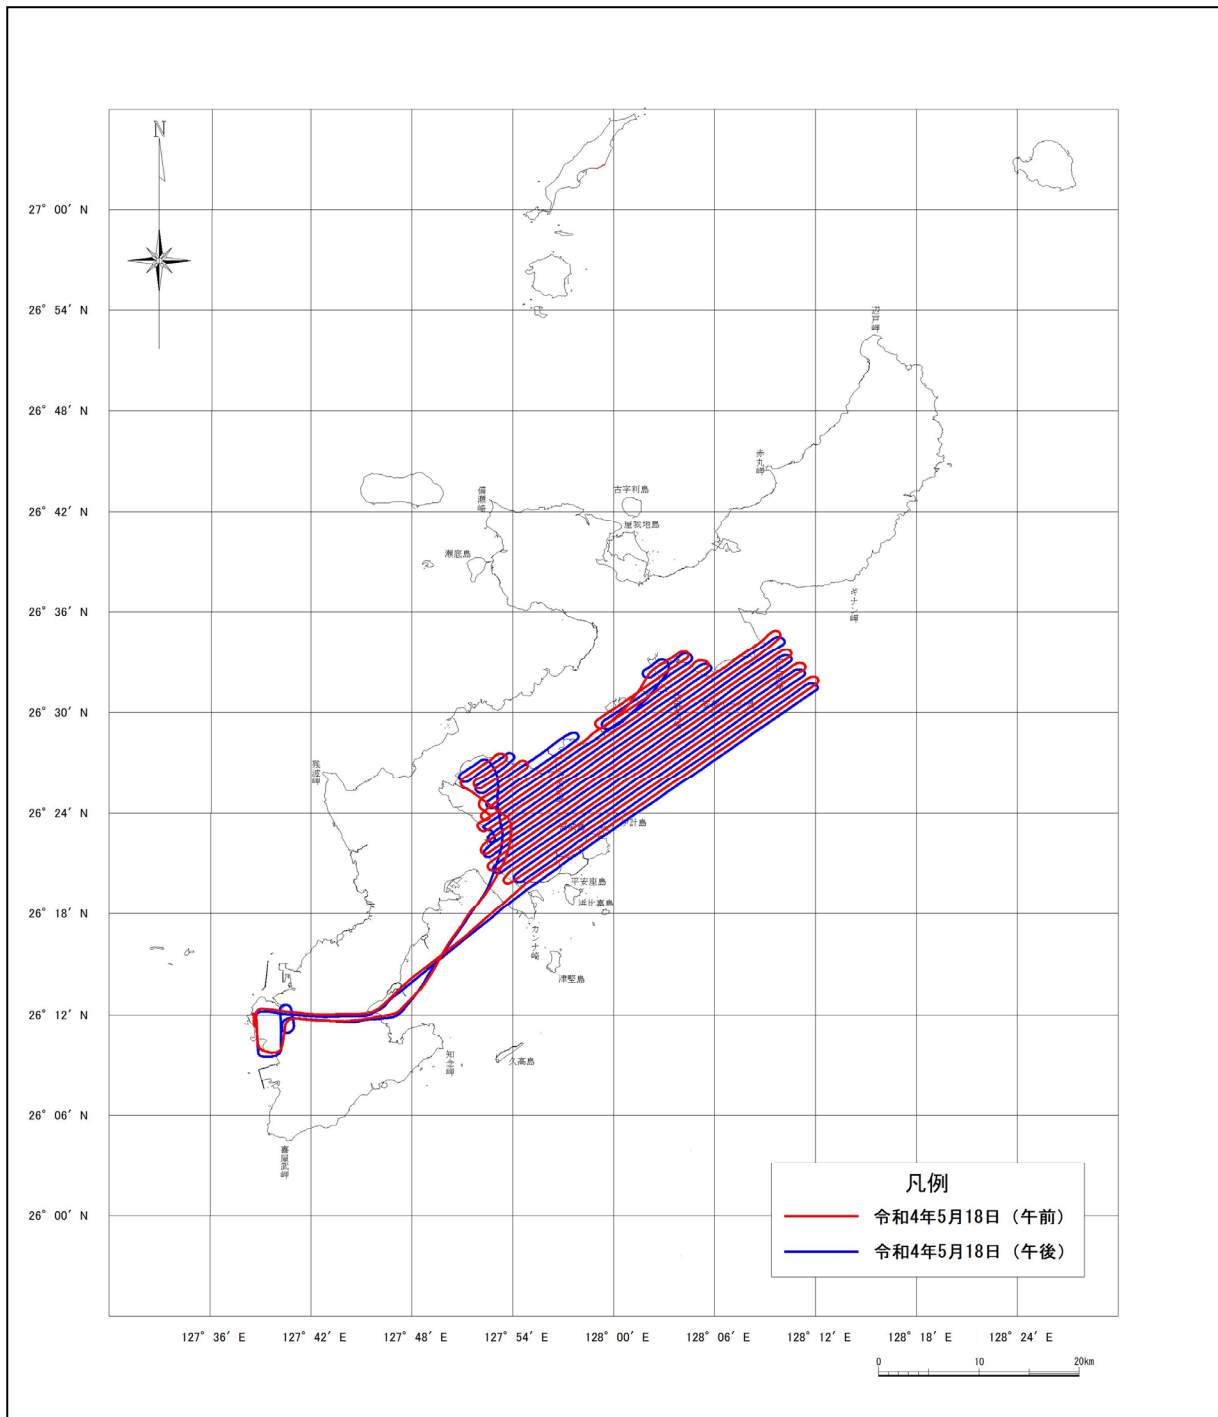 N
27° 00′ N
26° 54′ N
辺戸岬
26° 48′ N
赤丸岬
備瀬崎
古宇利島
26° 42′ N
屋我地島
瀬底島
26° 36′ N
ギナン岬
26° 30′ N
残波岬
26° 24′ N
計島
平安座島
26° 18′ N
浜比嘉島
カンナ崎
津堅島
26° 12′ N
知念岬
久高島
26° 06′ N
喜屋武岬
凡例
26° 00′ N
令和4年5月18日（午前）
令和4年5月18日（午後）
127° 36′ E
127° 42′ E
127° 48′ E
127° 54′ E
128° 00′ E
128° 06′ E
128° 12′ E
128° 18′ E
128° 24′ E
0
10
20km